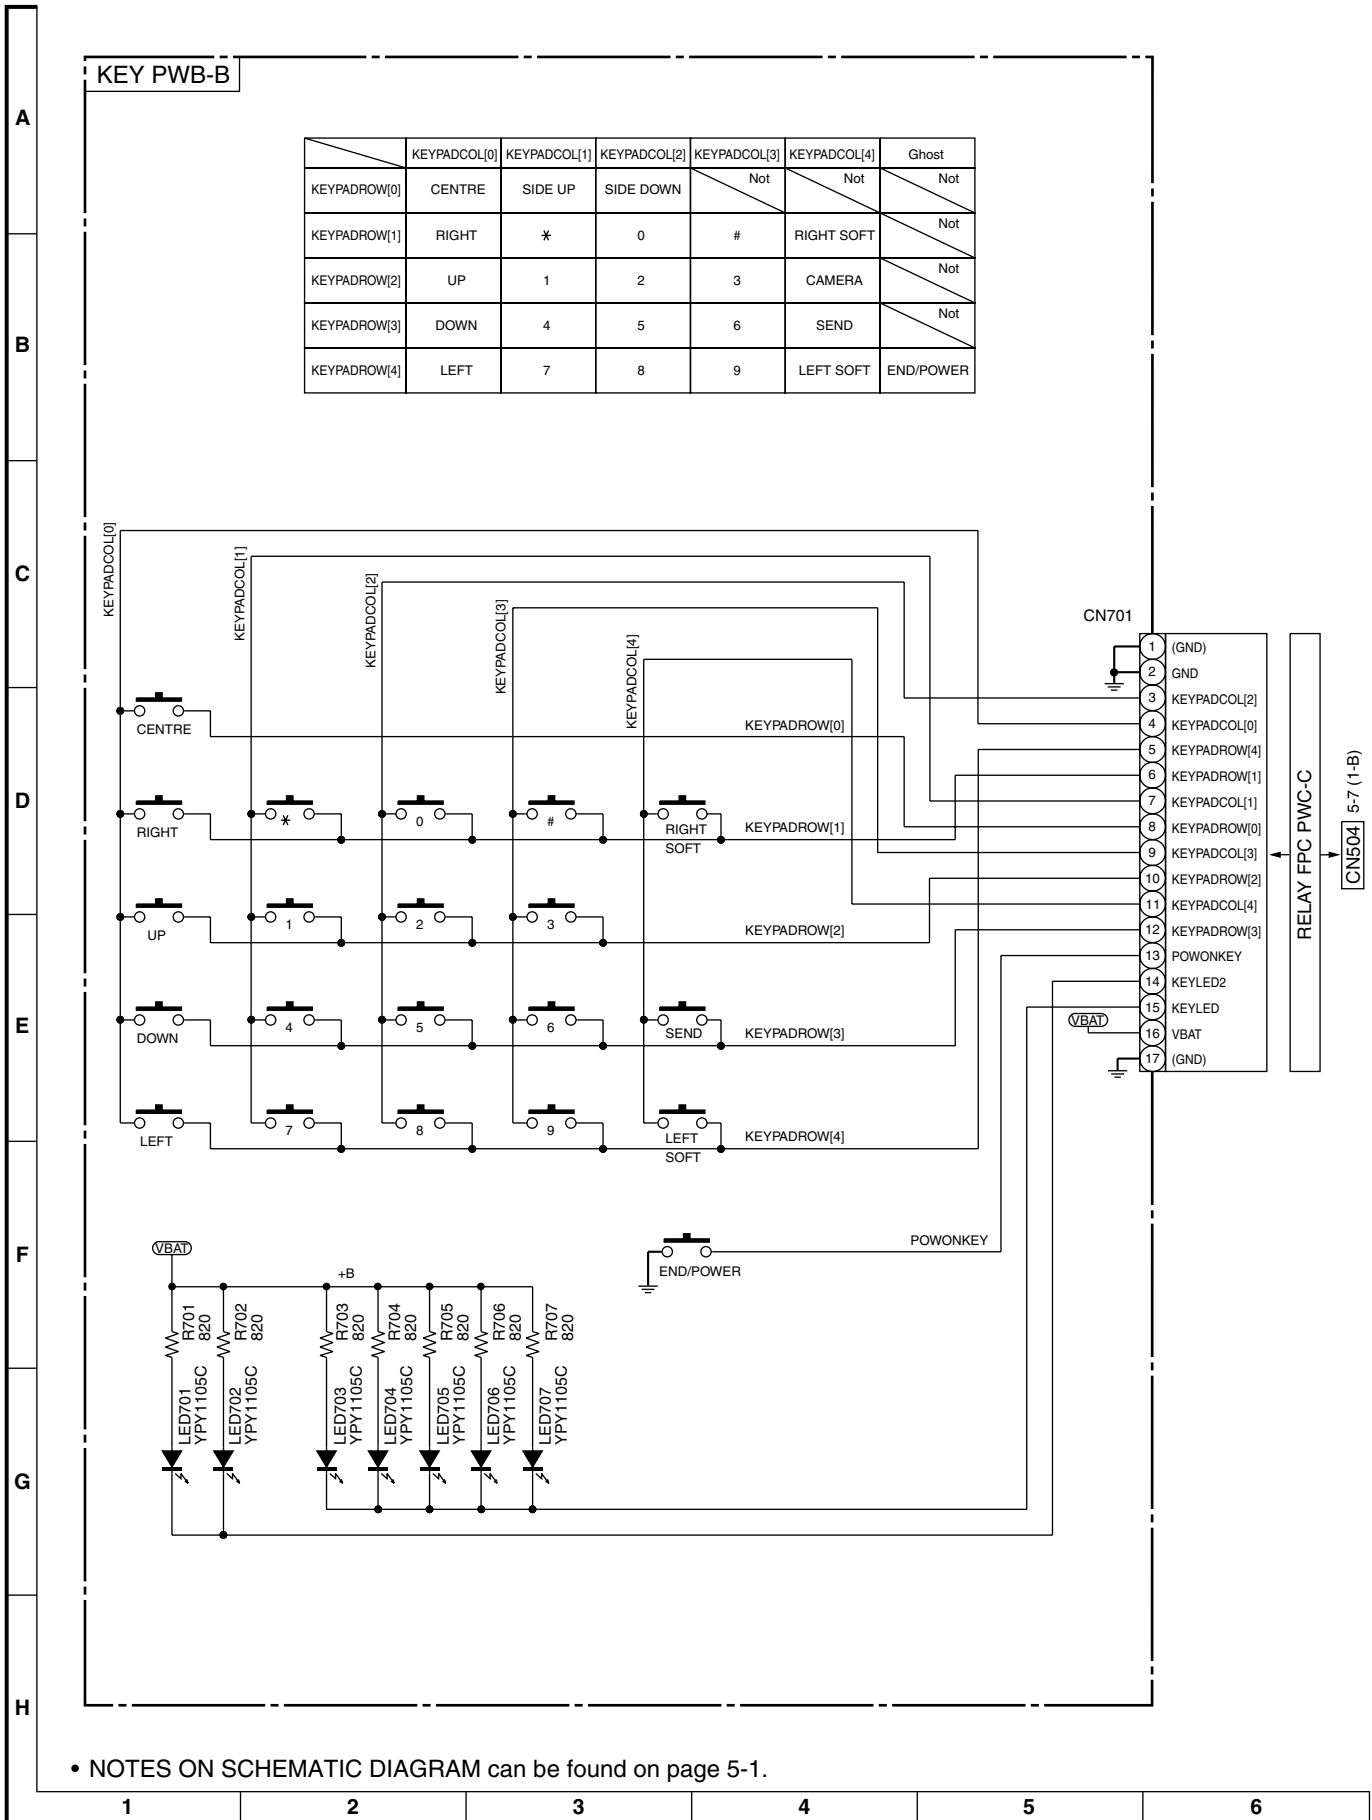 KEY PWB-B
KEYPADCOL[0] KEYPADCOL[1] KEYPADCOL[2] KEYPADCOL[3] KEYPADCOL[4] Ghost
KEYPADROW[0] CENTRE SIDE UP SIDE DOWN Not Not Not
KEYPADROW[1] RIGHT * 0 # RIGHT SOFT Not
KEYPADROW[2] UP 1 2 3 CAMERA Not
KEYPADROW[3] DOWN 4 5 6 SEND Not
KEYPADROW[4] LEFT 7 8 9 LEFT SOFT END/POWER
KEYPADCOL[0]
KEYPADCOL[1]
KEYPADCOL[2]
KEYPADCOL[3]
KEYPADCOL[4]
CENTRE
KEYPADROW[0]
RIGHT * 0 # RIGHT SOFT
KEYPADROW[1]
UP 1 2 3
KEYPADROW[2]
DOWN 4 5 6 SEND
KEYPADROW[3]
LEFT 7 8 9 LEFT SOFT
KEYPADROW[4]
CN701
1 (GND)
2 GND
3 KEYPADCOL[2]
4 KEYPADCOL[0]
5 KEYPADROW[4]
6 KEYPADROW[1]
7 KEYPADCOL[1]
8 KEYPADROW[0]
9 KEYPADCOL[3]
10 KEYPADROW[2]
11 KEYPADCOL[4]
12 KEYPADROW[3]
13 POWONKEY
14 KEYLED2
15 KEYLED
16 VBAT
17 (GND)
VBAT
RELAY FPC PWC-C
CN504 5-7 (1-B)
END/POWER
POWONKEY
VBAT
+B
R701 820
R702 820
R703 820
R704 820
R705 820
R706 820
R707 820
LED701 YPY1105C
LED702 YPY1105C
LED703 YPY1105C
LED704 YPY1105C
LED705 YPY1105C
LED706 YPY1105C
LED707 YPY1105C
• NOTES ON SCHEMATIC DIAGRAM can be found on page 5-1.
A
B
C
D
E
F
G
H
1 2 3 4 5 6